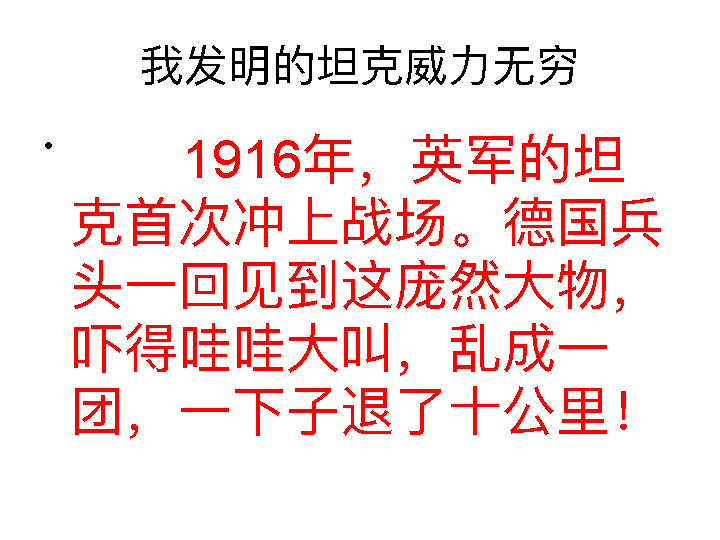 我发明的坦克威力无穷
• 1916年，英军的坦
克首次冲上战场。德国兵
头一回见到这庞然大物，
吓得哇哇大叫，乱成一
团，一下子退了十公里！